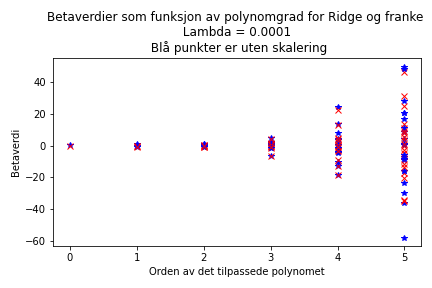 Betaverdier som funksjon av polynomgrad for Ridge og franke
Lambda = 0.0001
Blå punkter er uten skalering
Betaverdi
40
20
0
−20
−40
−60
0 1 2 3 4 5
Orden av det tilpassede polynomet